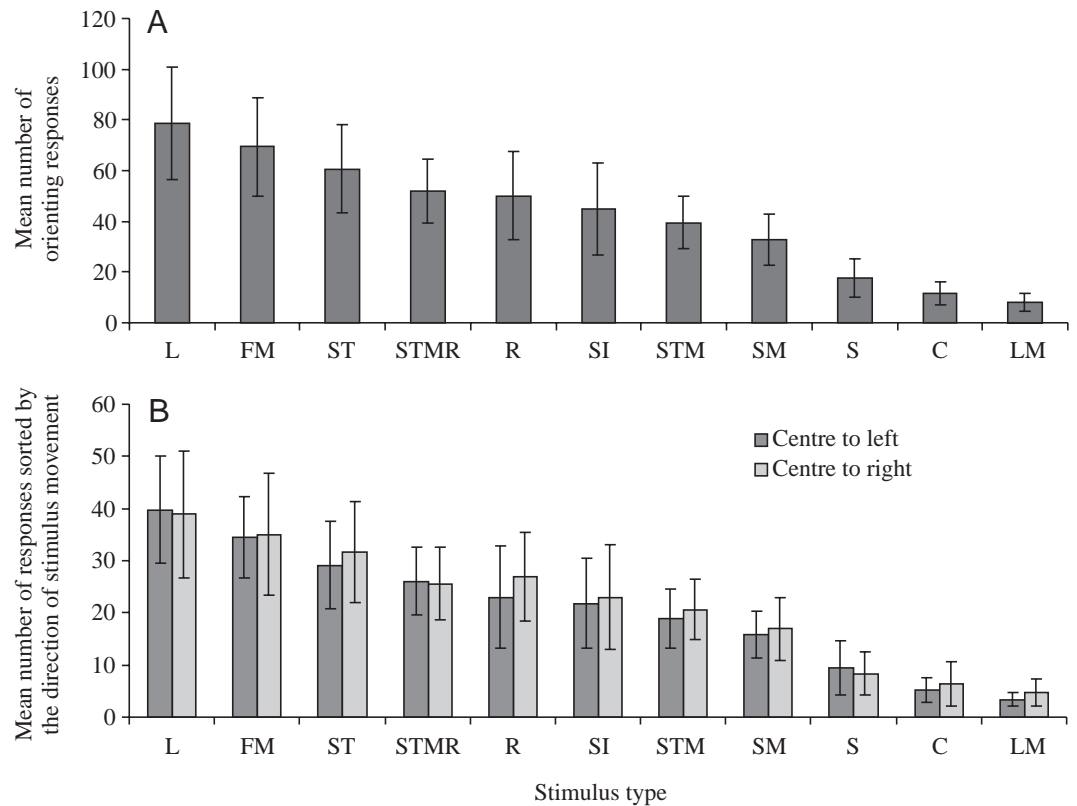 A
Mean number of
orienting responses
120
100
80
60
40
20
0
L FM ST STMR R SI STM SM S C LM
B
Mean number of responses sorted by
the direction of stimulus movement
60
50
40
30
20
10
0
Centre to left
Centre to right
L FM ST STMR R SI STM SM S C LM
Stimulus type